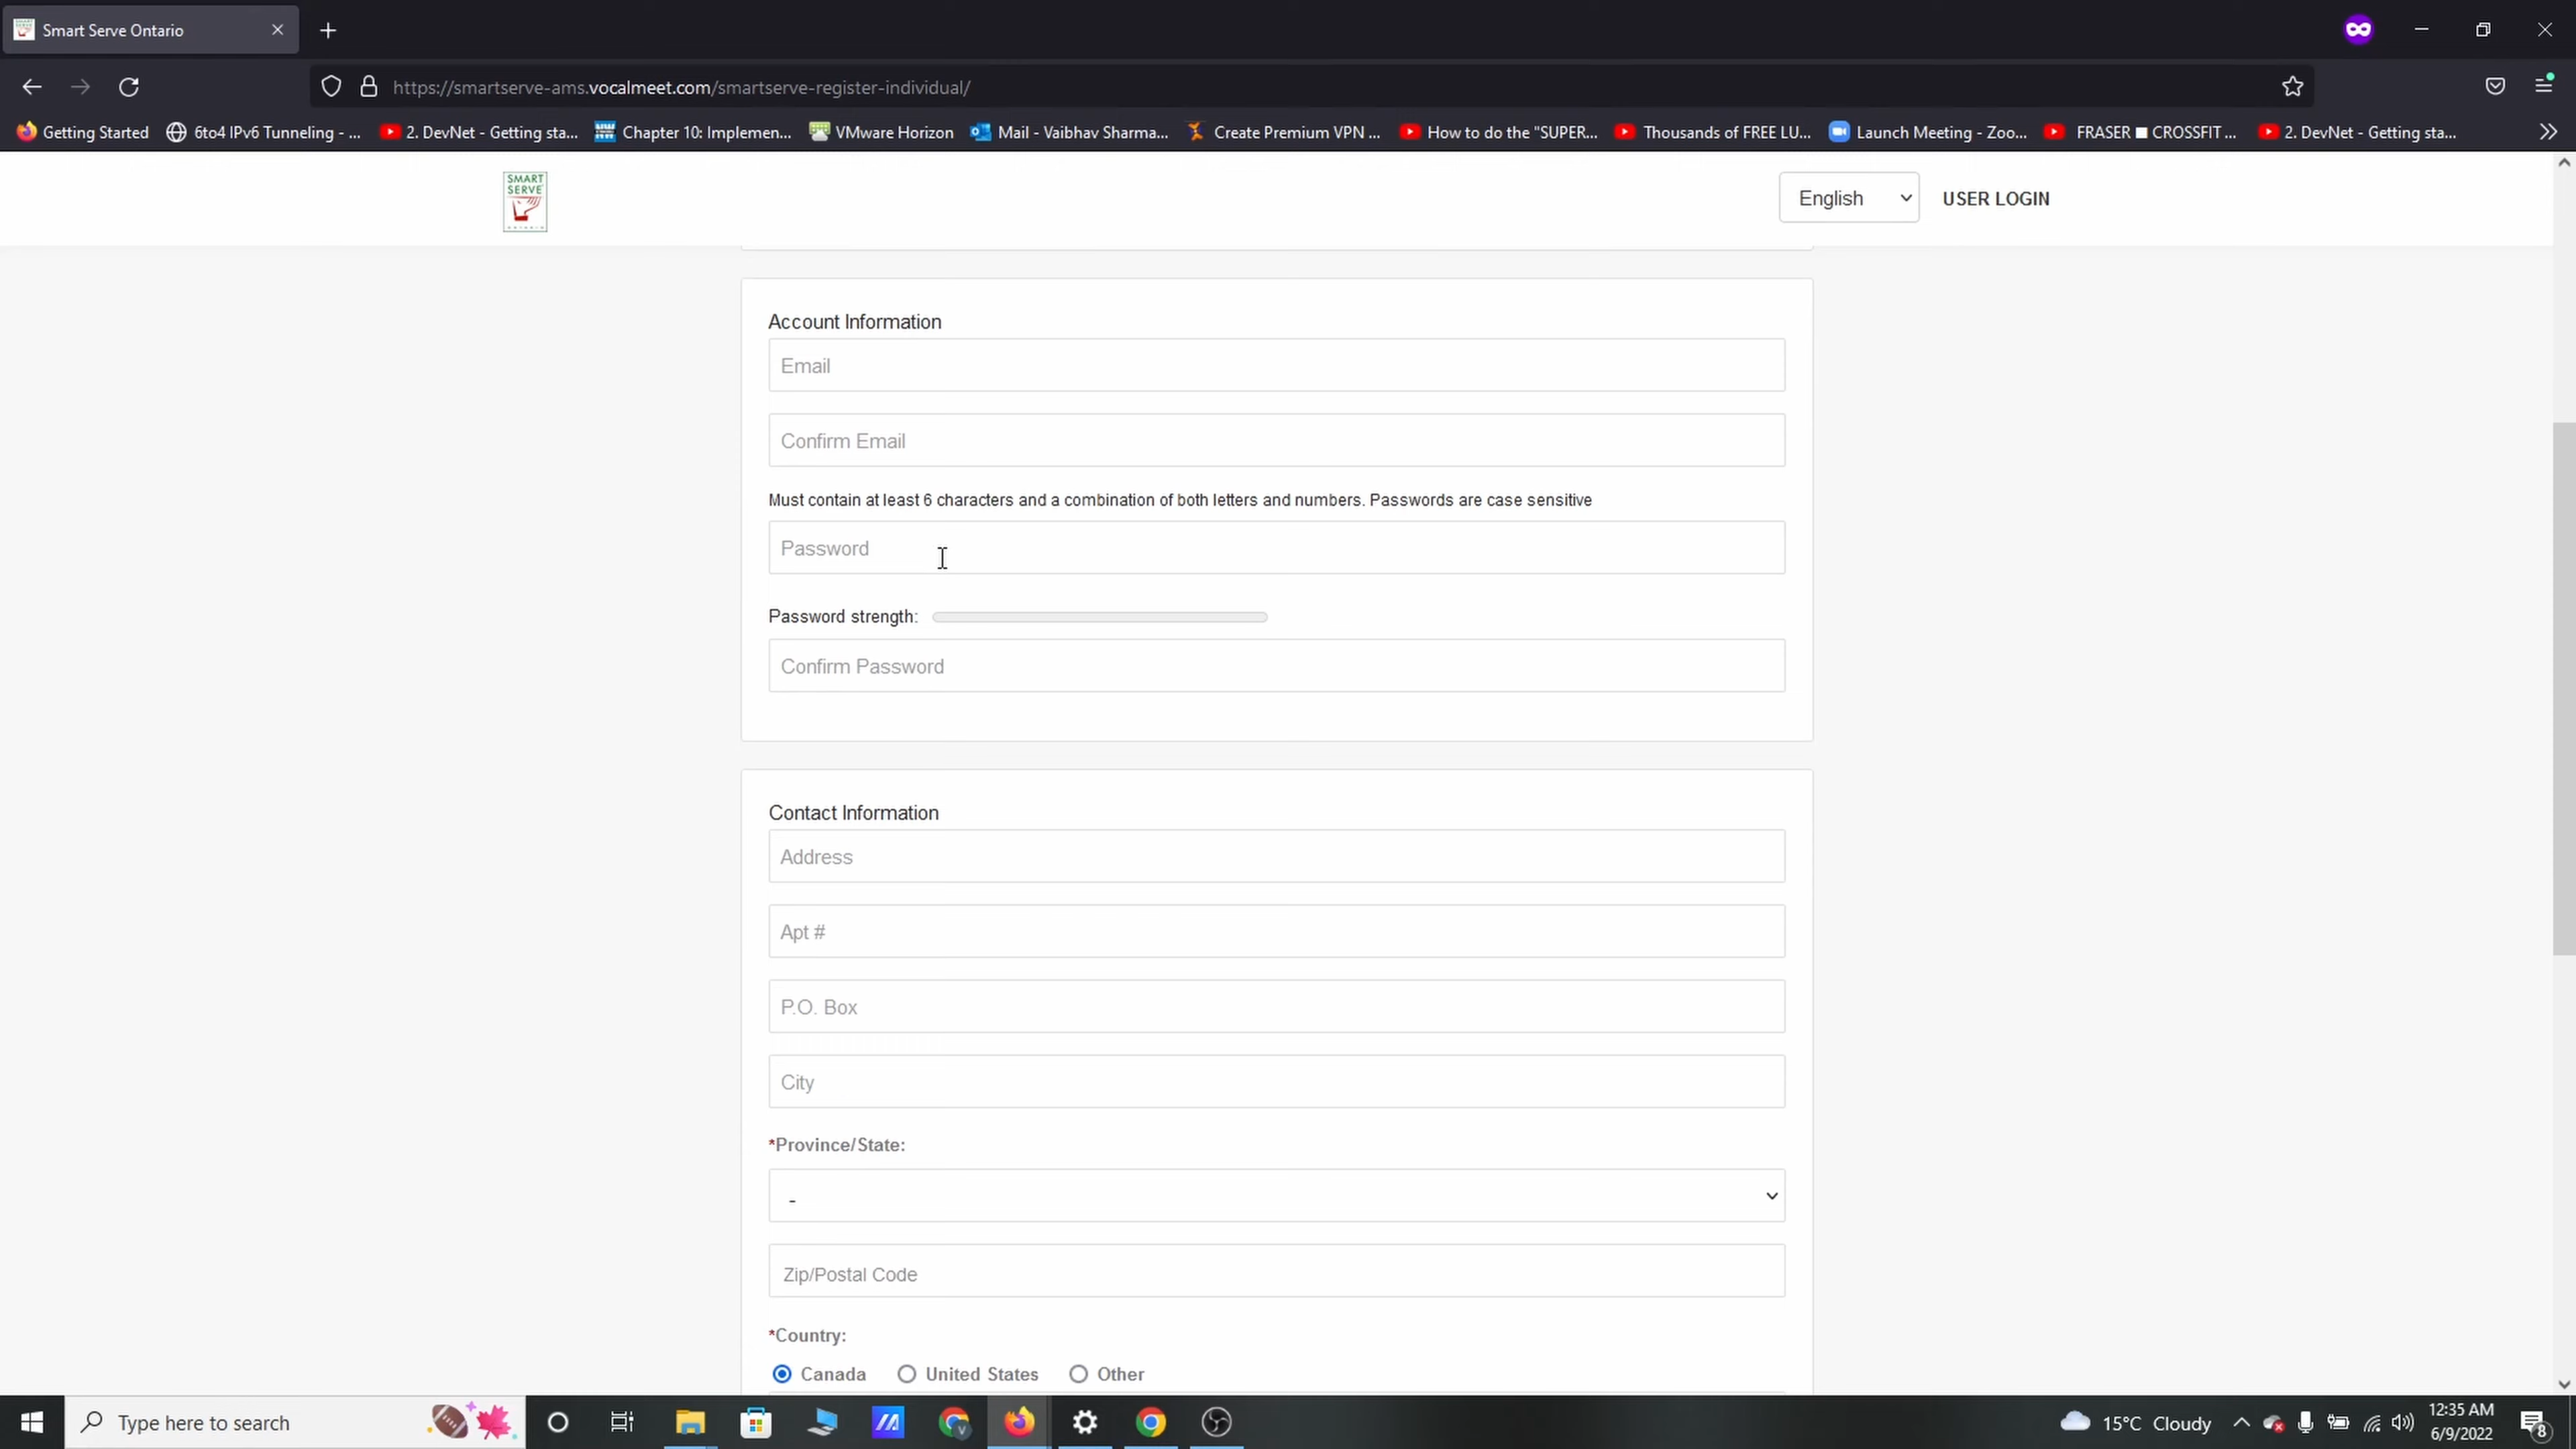 Smart Serve Ontario
https://smartserve-ams.vocalmeet.com/smartserve-register-individual/
Getting Started
6to4 IPv6 Tunneling - ...
2. DevNet - Getting sta...
Chapter 10: Implemen...
VMware Horizon
Mail - Vaibhav Sharma...
Create Premium VPN ...
How to do the "SUPER...
Thousands of FREE LU...
Launch Meeting - Zoo...
FRASER ■ CROSSFIT ...
2. DevNet - Getting sta...
SMART
SERVE
ONTARIO
English
USER LOGIN
Account Information
Email
Confirm Email
Must contain at least 6 characters and a combination of both letters and numbers. Passwords are case sensitive
Password
Password strength:
Confirm Password
Contact Information
Address
Apt #
P.O. Box
City
*Province/State:
-
Zip/Postal Code
*Country:
Canada
United States
Other
Type here to search
15°C Cloudy
12:35 AM
6/9/2022
8